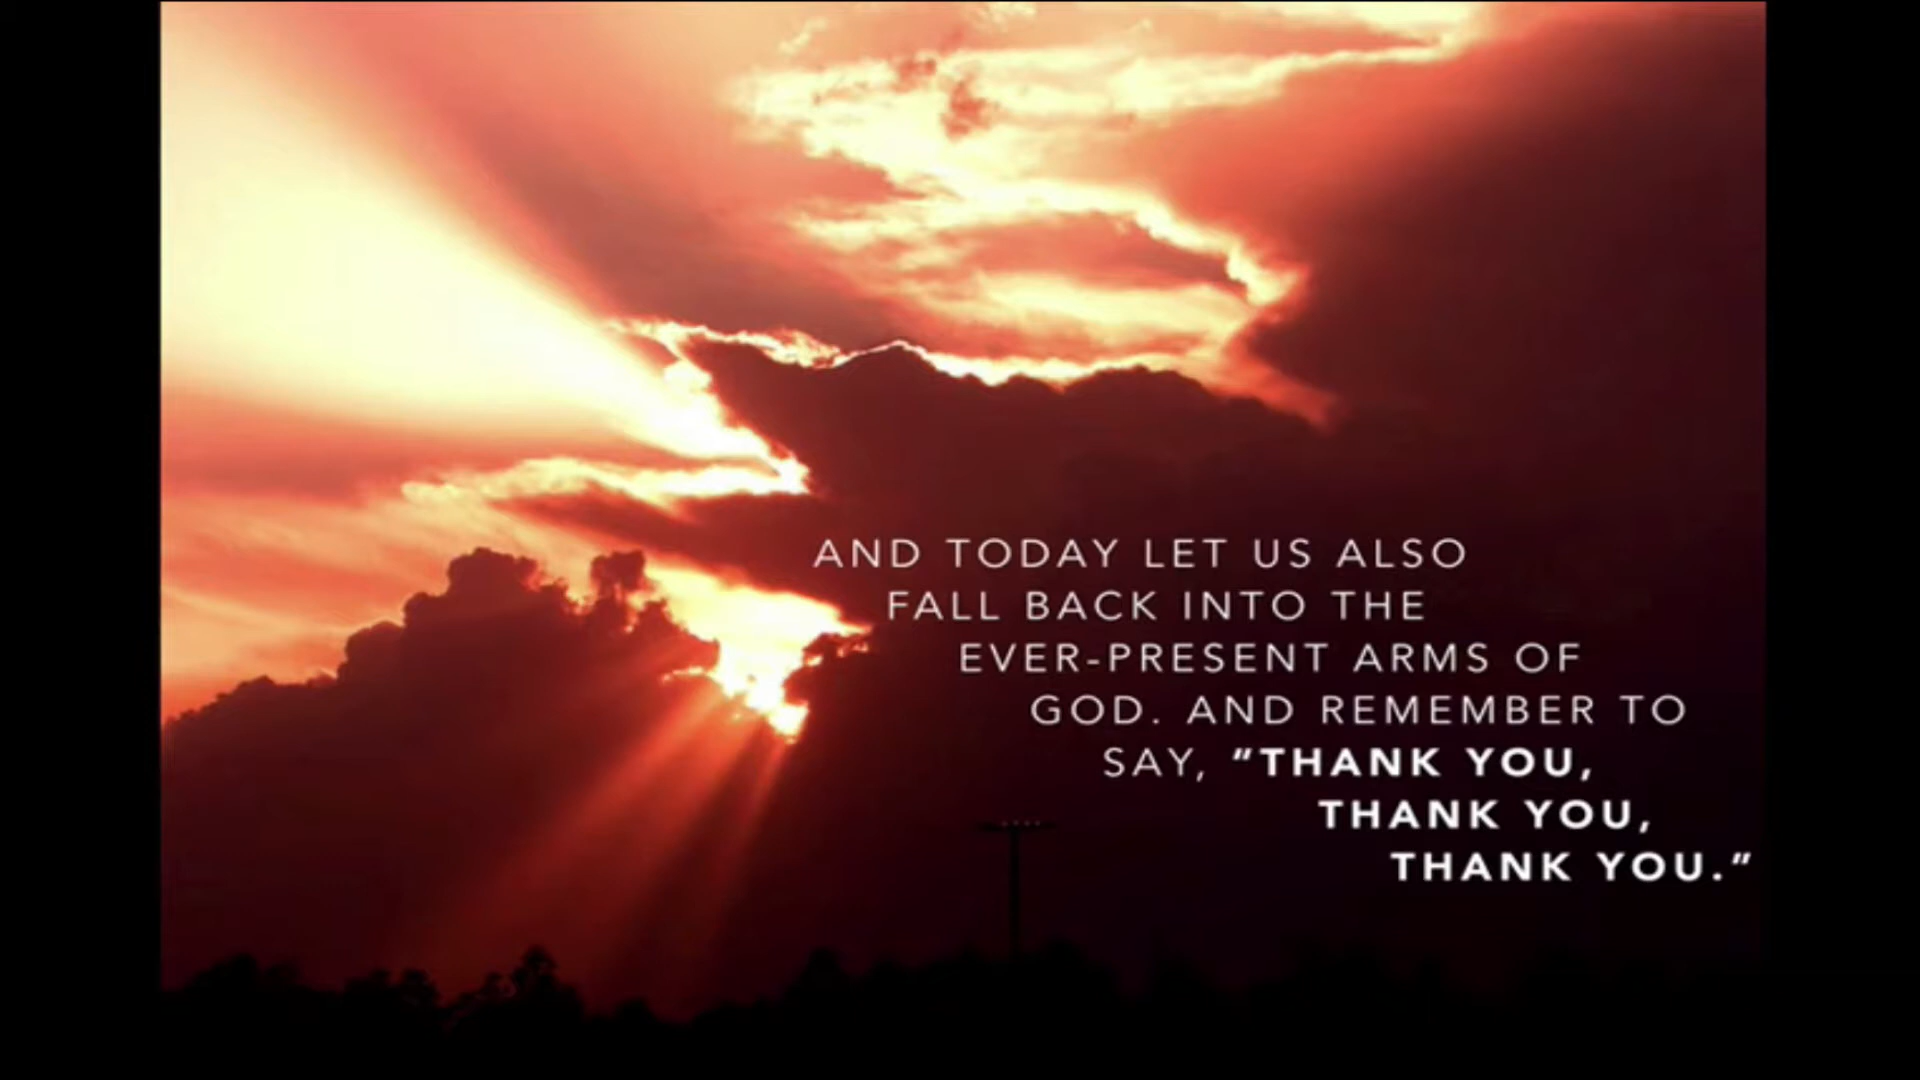 AND TODAY LET US ALSO
FALL BACK INTO THE
EVER-PRESENT ARMS OF
GOD. AND REMEMBER TO
SAY, “THANK YOU,
THANK YOU,
THANK YOU.”